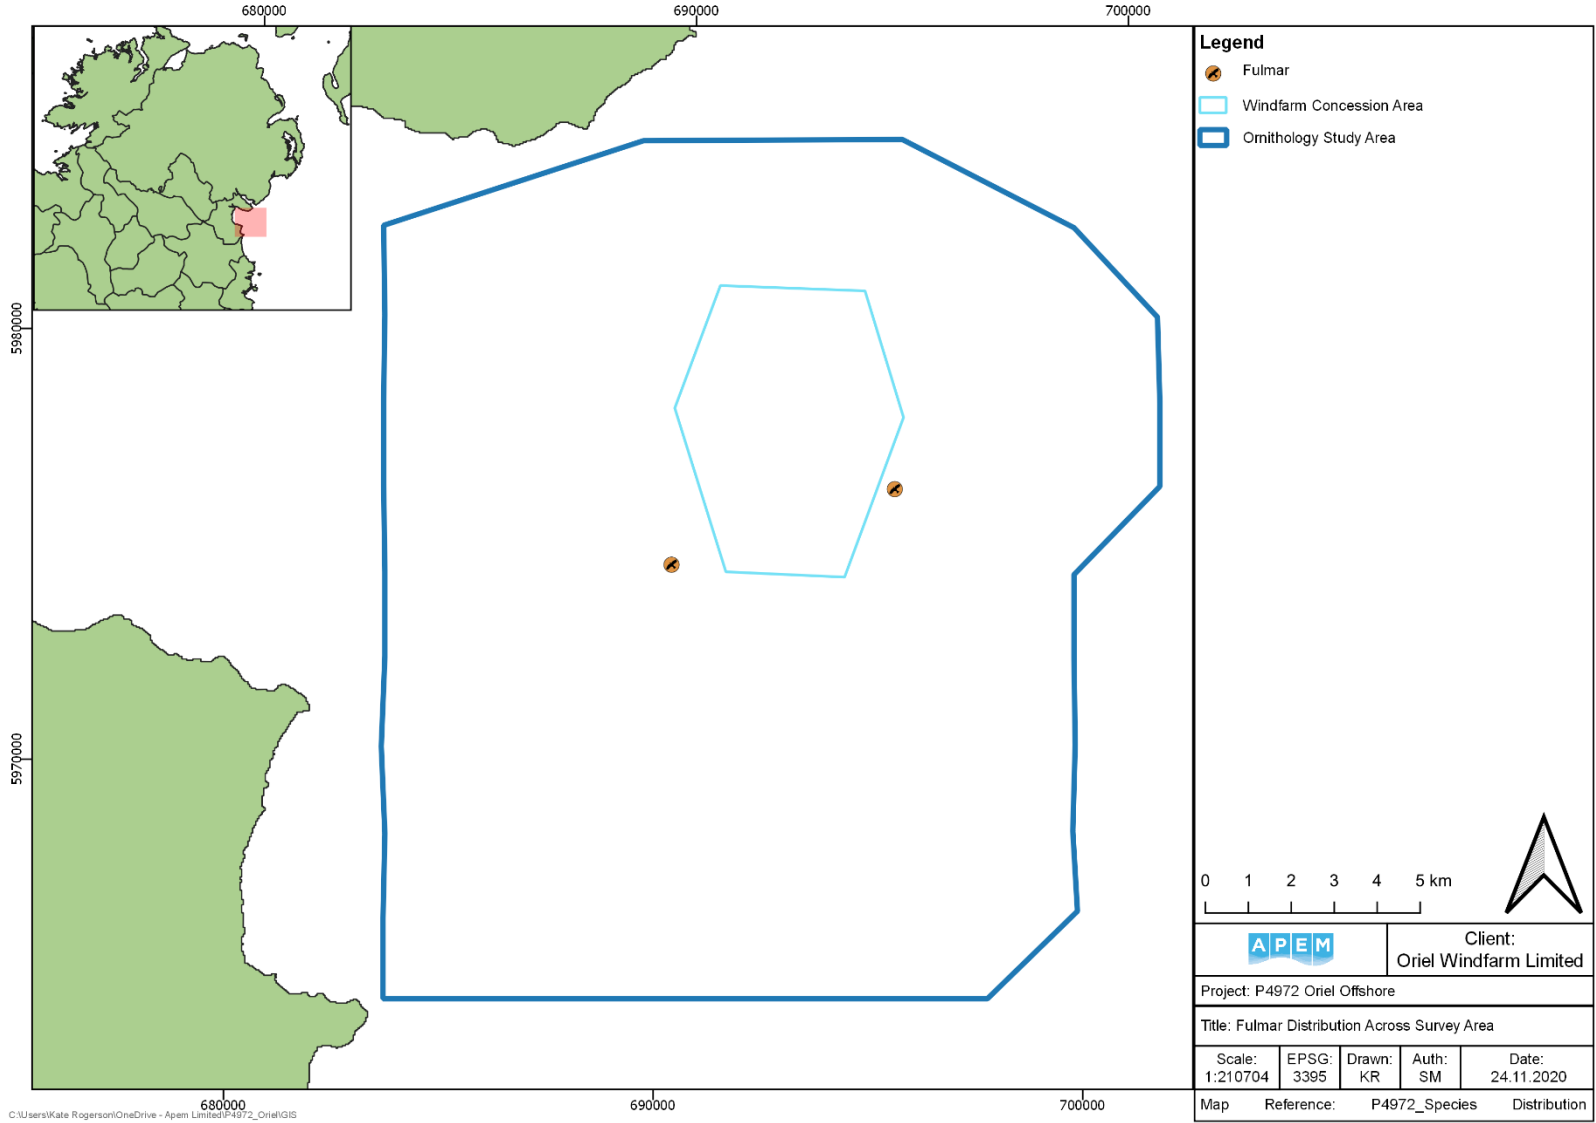 680000
690000
700000
5980000
5970000
Legend
Fulmar
Windfarm Concession Area
Ornithology Study Area
0 1 2 3 4 5 km
APEM
Client:
Oriel Windfarm Limited
Project: P4972 Oriel Offshore
Title: Fulmar Distribution Across Survey Area
Scale:
1:210704
EPSG:
3395
Drawn:
KR
Auth:
SM
Date:
24.11.2020
Map Reference: P4972_Species Distribution
680000
690000
700000
C:\Users\Kate Rogerson\OneDrive - Apem Limited\P4972_Oriel\GIS